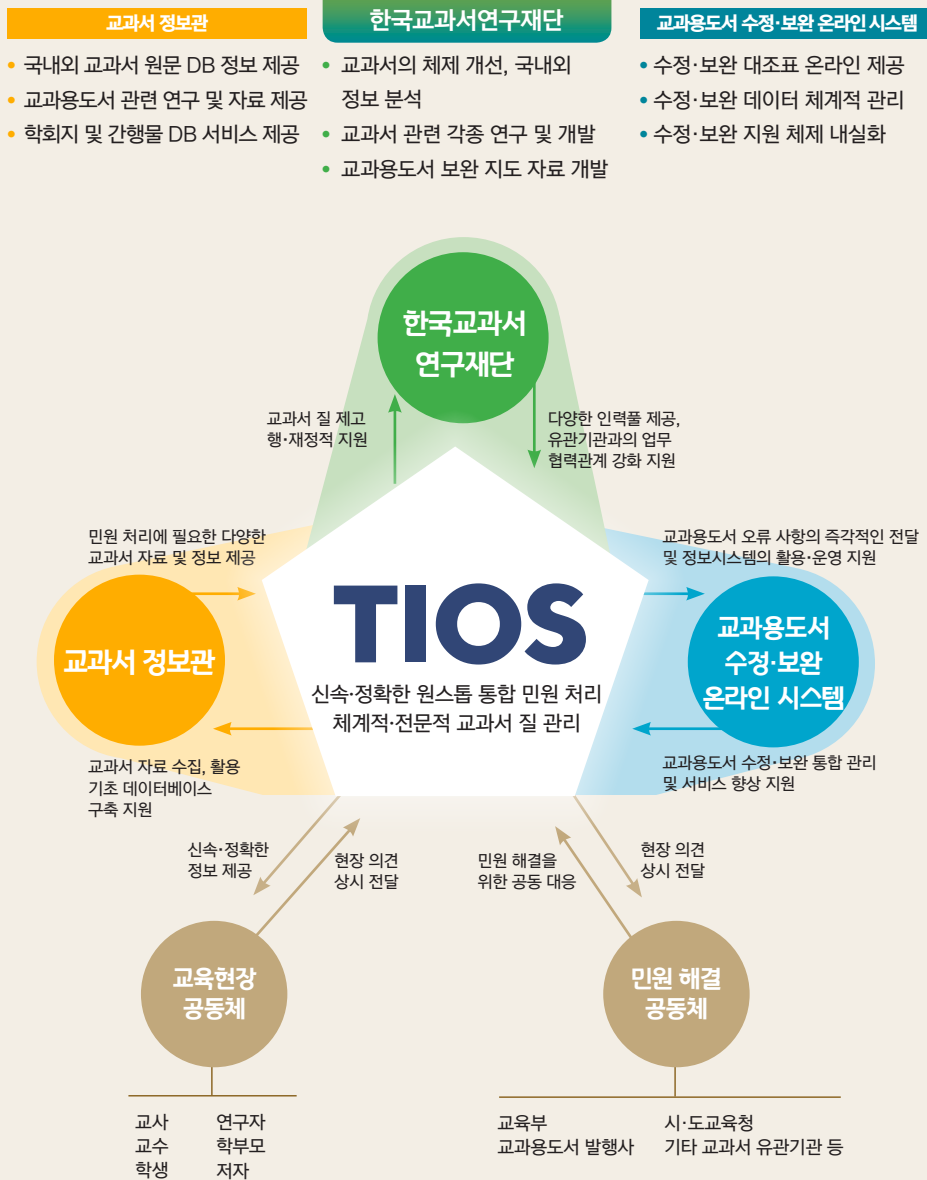 교과서 정보관
• 국내외 교과서 원문 DB 정보 제공
• 교과용도서 관련 연구 및 자료 제공
• 학회지 및 간행물 DB 서비스 제공
한국교과서연구재단
• 교과서의 체제 개선, 국내외
정보 분석
• 교과서 관련 각종 연구 및 개발
• 교과용도서 보완 지도 자료 개발
교과용도서 수정·보완 온라인 시스템
• 수정·보완 대조표 온라인 제공
• 수정·보완 데이터 체계적 관리
• 수정·보완 지원 체제 내실화
한국교과서
연구재단
교과서 질 제고
행·재정적 지원
다양한 인력풀 제공,
유관기관과의 업무
협력관계 강화 지원
민원 처리에 필요한 다양한
교과서 자료 및 정보 제공
교과용도서 오류 사항의 즉각적인 전달
및 정보시스템의 활용·운영 지원
교과서 정보관
TIOS
신속·정확한 원스톱 통합 민원 처리
체계적·전문적 교과서 질 관리
교과용도서
수정·보완
온라인 시스템
교과서 자료 수집, 활용
기초 데이터베이스
구축 지원
교과용도서 수정·보완 통합 관리
및 서비스 향상 지원
신속·정확한
정보 제공
현장 의견
상시 전달
민원 해결을
위한 공동 대응
현장 의견
상시 전달
교육현장
공동체
민원 해결
공동체
교사 연구자
교수 학부모
학생 저자
교육부 시·도교육청
교과용도서 발행사 기타 교과서 유관기관 등